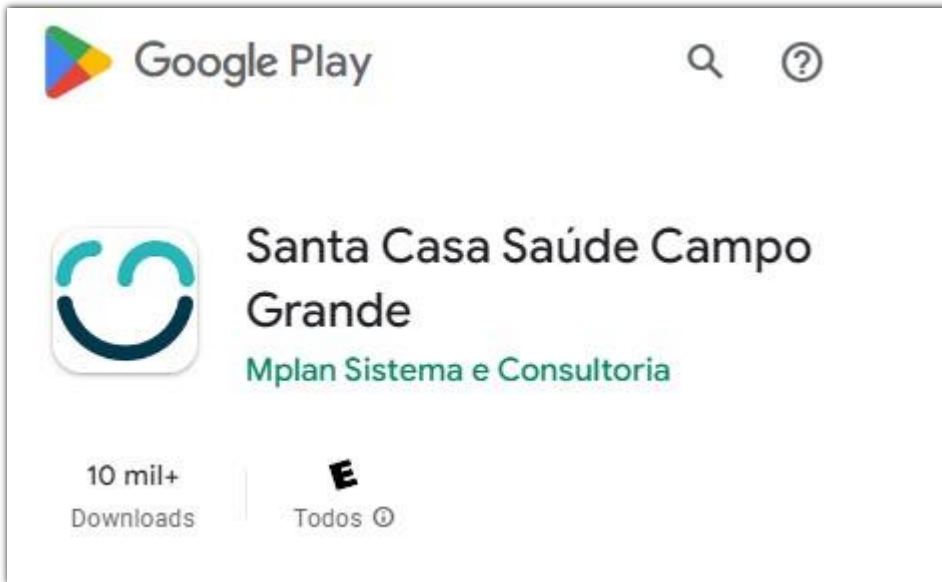 Google Play
Santa Casa Saúde Campo
Grande
Mplan Sistema e Consultoria
10 mil+
Downloads
E
Todos